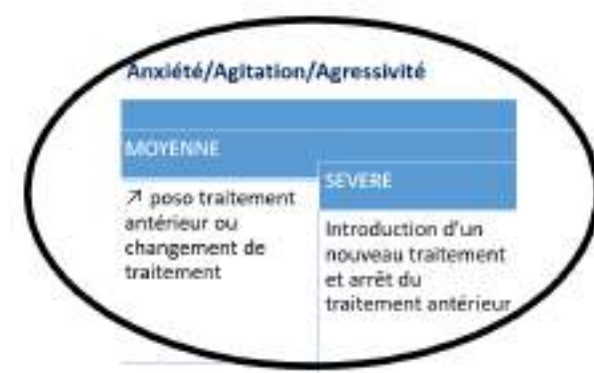 Anxiété/Agitation/Agressivité
MOYENNE
↗ poso traitement
antérieur ou
changement de
traitement
SEVERE
Introduction d'un
nouveau traitement
et arrêt du
traitement antérieur